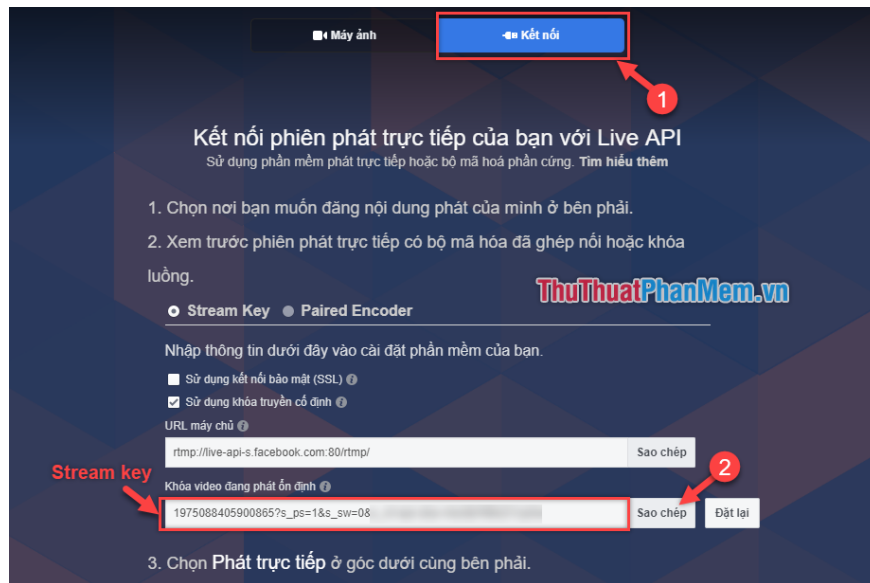 Máy ảnh
Kết nối
1
Kết nối phiên phát trực tiếp của bạn với Live API
Sử dụng phần mềm phát trực tiếp hoặc bộ mã hoá phần cứng. Tìm hiểu thêm
1. Chọn nơi bạn muốn đăng nội dung phát của mình ở bên phải.
2. Xem trước phiên phát trực tiếp có bộ mã hóa đã ghép nối hoặc khóa
luồng.
ThuThuatPhanMem.vn
Stream Key Paired Encoder
Nhập thông tin dưới đây vào cài đặt phần mềm của bạn.
Sử dụng kết nối bảo mật (SSL)
Sử dụng khóa truyền cố định
URL máy chủ
rtmp://live-api-s.facebook.com:80/rtmp/ Sao chép
2
Stream key
Khóa video đang phát ổn định
1975088405900865?s_ps=1&s_sw=0& Sao chép Đặt lại
3. Chọn Phát trực tiếp ở góc dưới cùng bên phải.